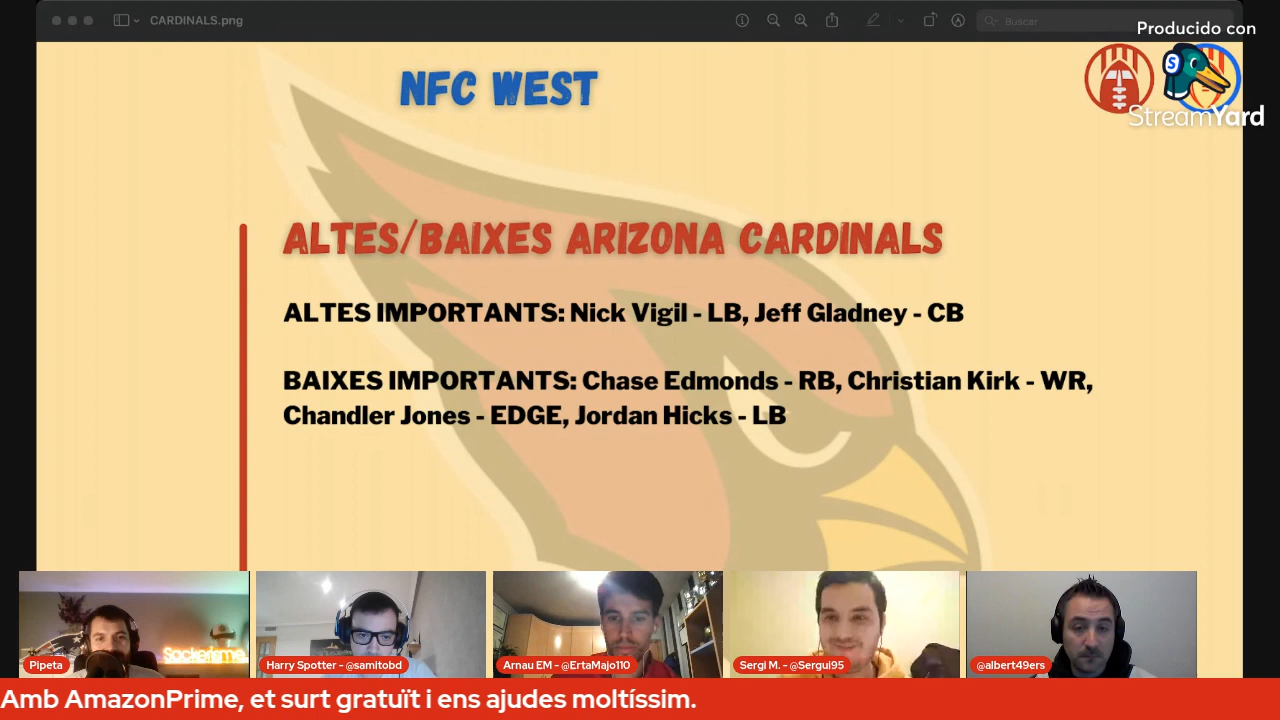 CARDINALS.png
Buscar
Producido con
StreamYard
NFC WEST
ALTES/BAIXES ARIZONA CARDINALS
ALTES IMPORTANTS: Nick Vigil - LB, Jeff Gladney - CB
BAIXES IMPORTANTS: Chase Edmonds - RB, Christian Kirk - WR,
Chandler Jones - EDGE, Jordan Hicks - LB
Sackerisme
Pipeta
Harry Spotter - @samitobd
Arnau EM - @ErtaMajo110
Sergi M. - @Sergui95
@albert49ers
Amb AmazonPrime, et surt gratuït i ens ajudes moltíssim.